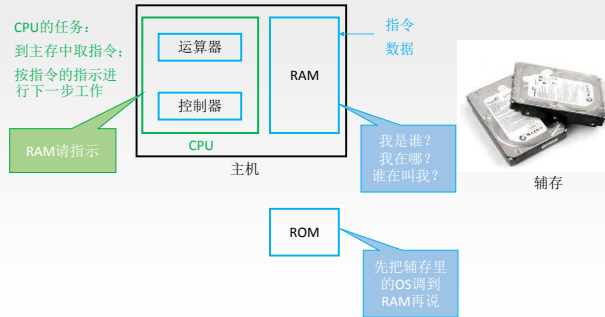 CPU的任务：
到主存中取指令；
按指令的指示进
行下一步工作
RAM请指示
运算器
控制器
CPU
RAM
主机
指令
数据
我是谁？
我在哪？
谁在叫我？
辅存
ROM
先把辅存里
的OS调到
RAM再说